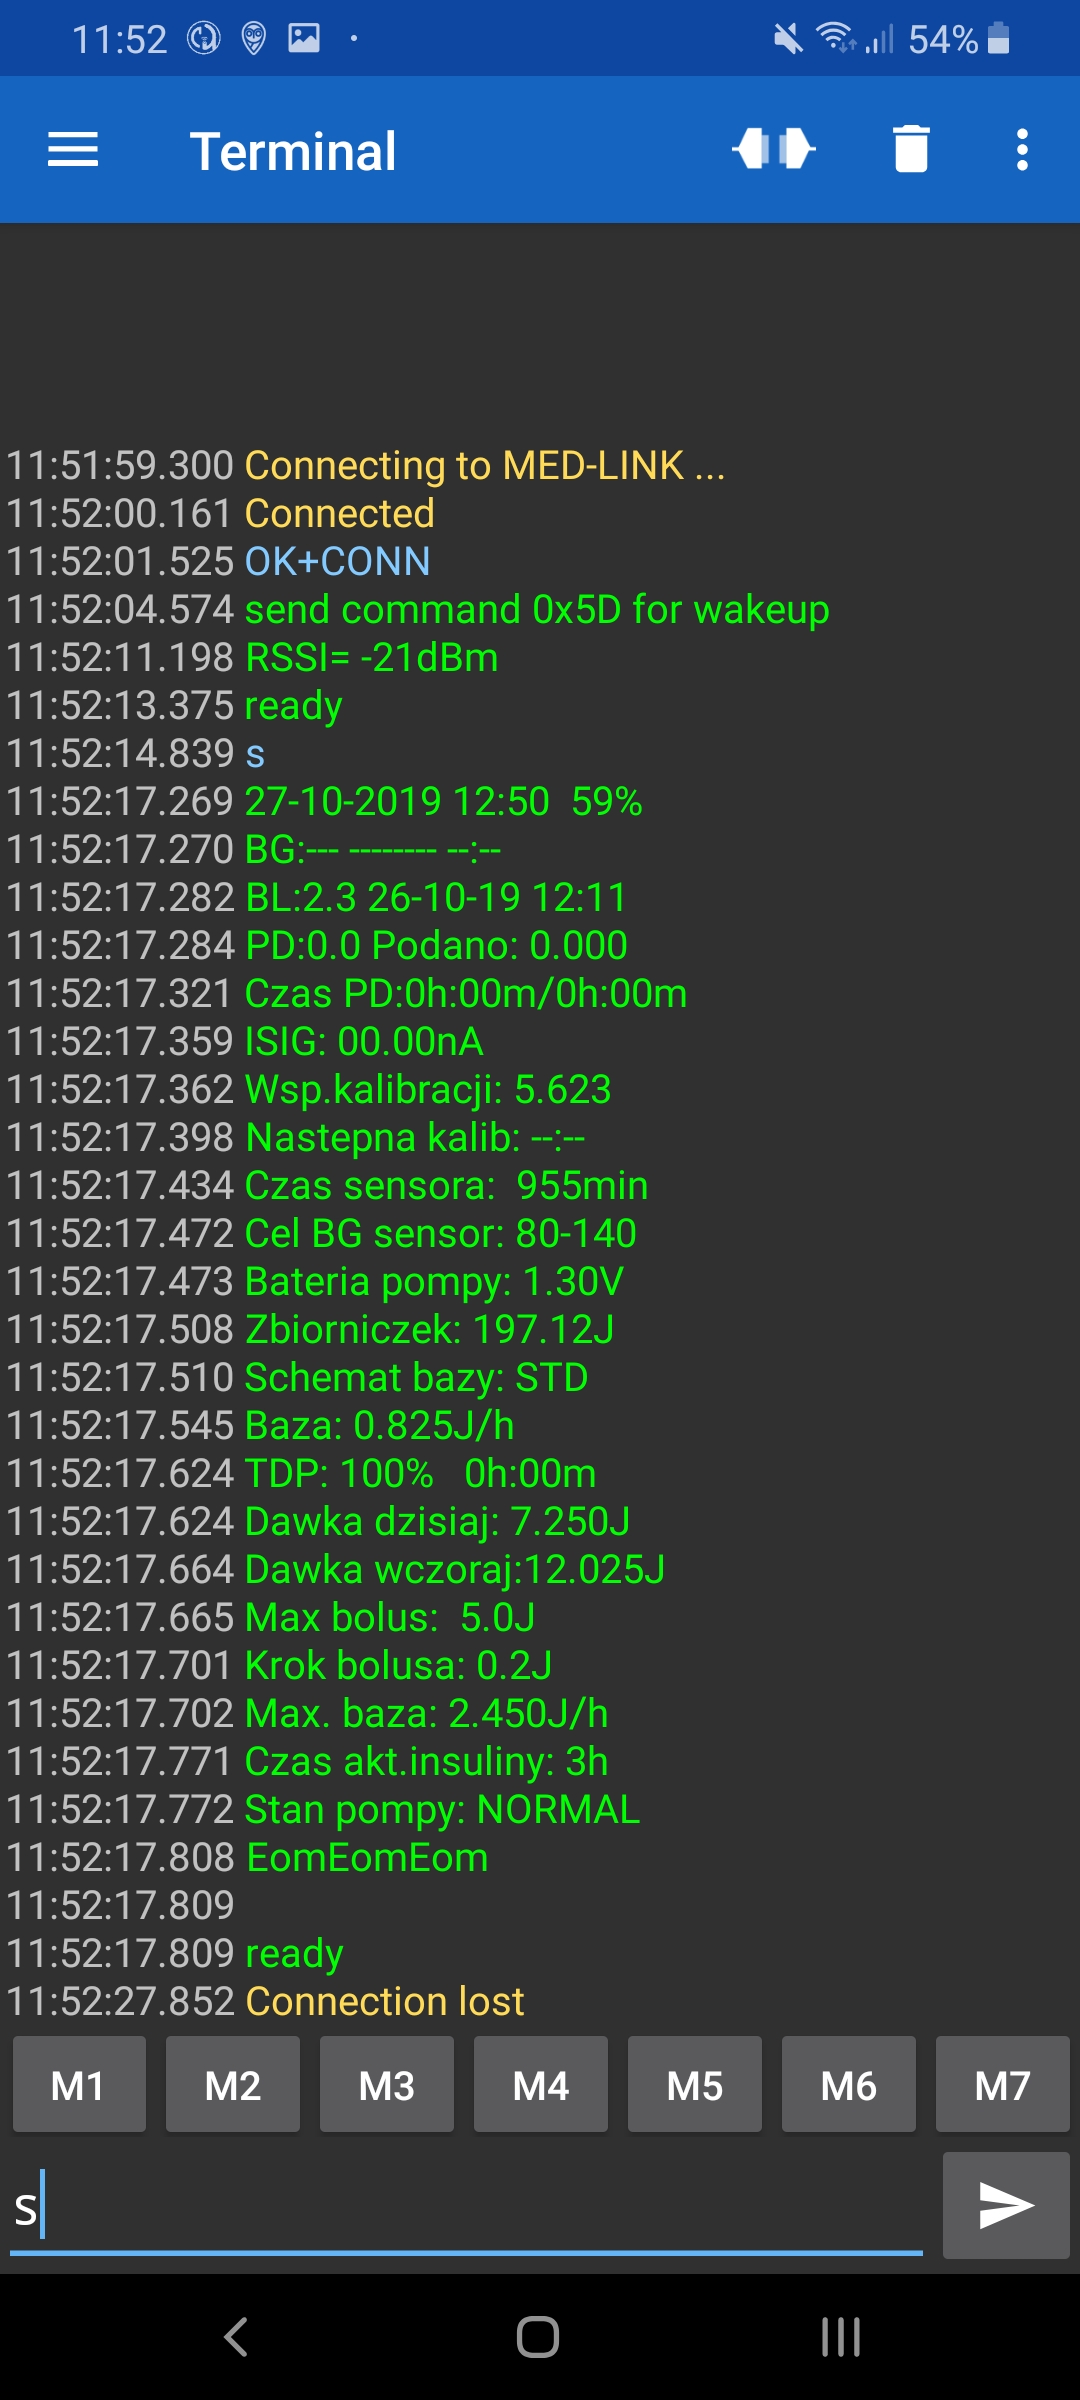 11:52 54%
Terminal
11:51:59.300 Connecting to MED-LINK ...
11:52:00.161 Connected
11:52:01.525 OK+CONN
11:52:04.574 send command 0x5D for wakeup
11:52:11.198 RSSI= -21dBm
11:52:13.375 ready
11:52:14.839 s
11:52:17.269 27-10-2019 12:50  59%
11:52:17.270 BG:--- -------- --:--
11:52:17.282 BL:2.3 26-10-19 12:11
11:52:17.284 PD:0.0 Podano: 0.000
11:52:17.321 Czas PD:0h:00m/0h:00m
11:52:17.359 ISIG: 00.00nA
11:52:17.362 Wsp.kalibracji: 5.623
11:52:17.398 Nastepna kalib: --:--
11:52:17.434 Czas sensora:  955min
11:52:17.472 Cel BG sensor: 80-140
11:52:17.473 Bateria pompy: 1.30V
11:52:17.508 Zbiorniczek: 197.12J
11:52:17.510 Schemat bazy: STD
11:52:17.545 Baza: 0.825J/h
11:52:17.624 TDP: 100%   0h:00m
11:52:17.624 Dawka dzisiaj: 7.250J
11:52:17.664 Dawka wczoraj:12.025J
11:52:17.665 Max bolus:  5.0J
11:52:17.701 Krok bolusa: 0.2J
11:52:17.702 Max. baza: 2.450J/h
11:52:17.771 Czas akt.insuliny: 3h
11:52:17.772 Stan pompy: NORMAL
11:52:17.808 EomEomEom
11:52:17.809
11:52:17.809 ready
11:52:27.852 Connection lost
M1 M2 M3 M4 M5 M6 M7
s